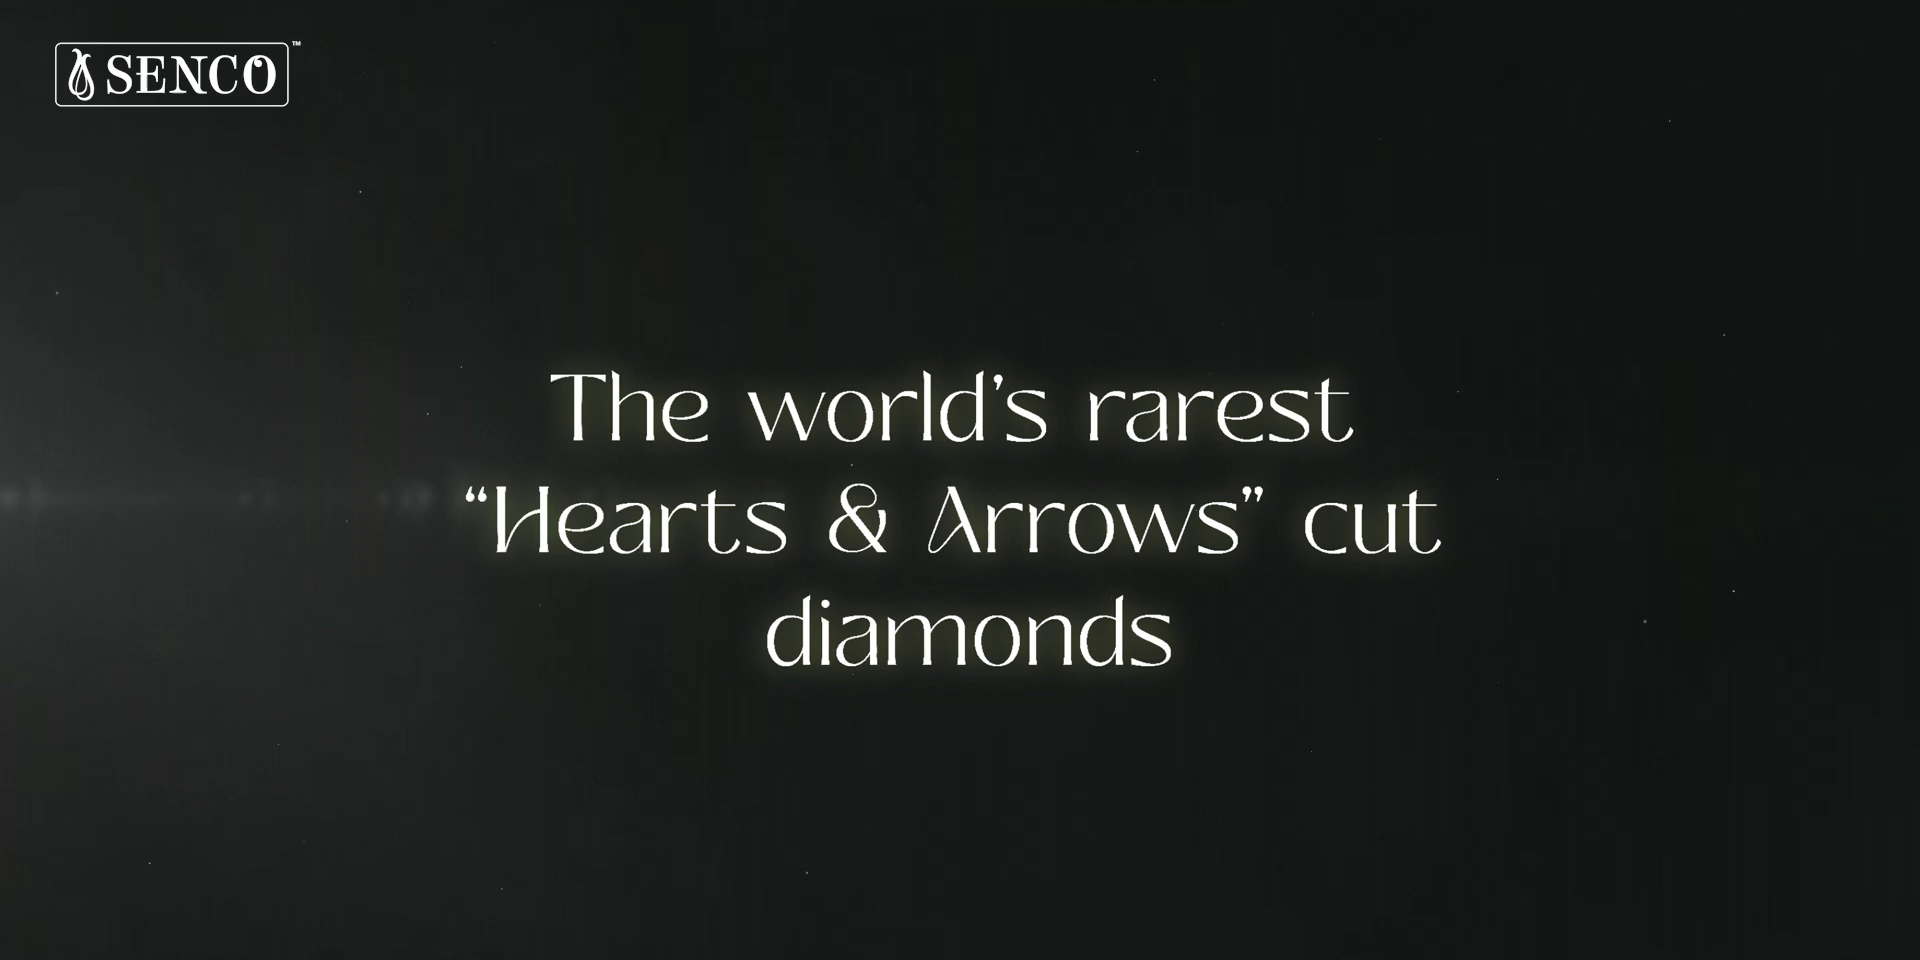 SENCO™
The world’s rarest
“Hearts & Arrows” cut
diamonds